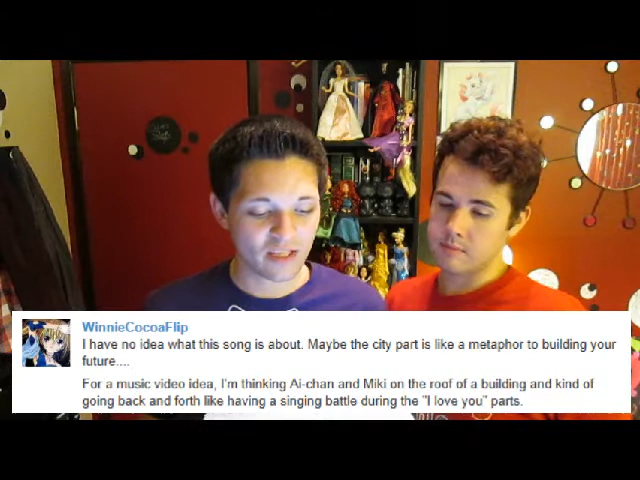 WinnieCocoaFlip
I have no idea what this song is about. Maybe the city part is like a metaphor to building your
future....
For a music video idea, I'm thinking Ai-chan and Miki on the roof of a building and kind of
going back and forth like having a singing battle during the "I love you" parts.